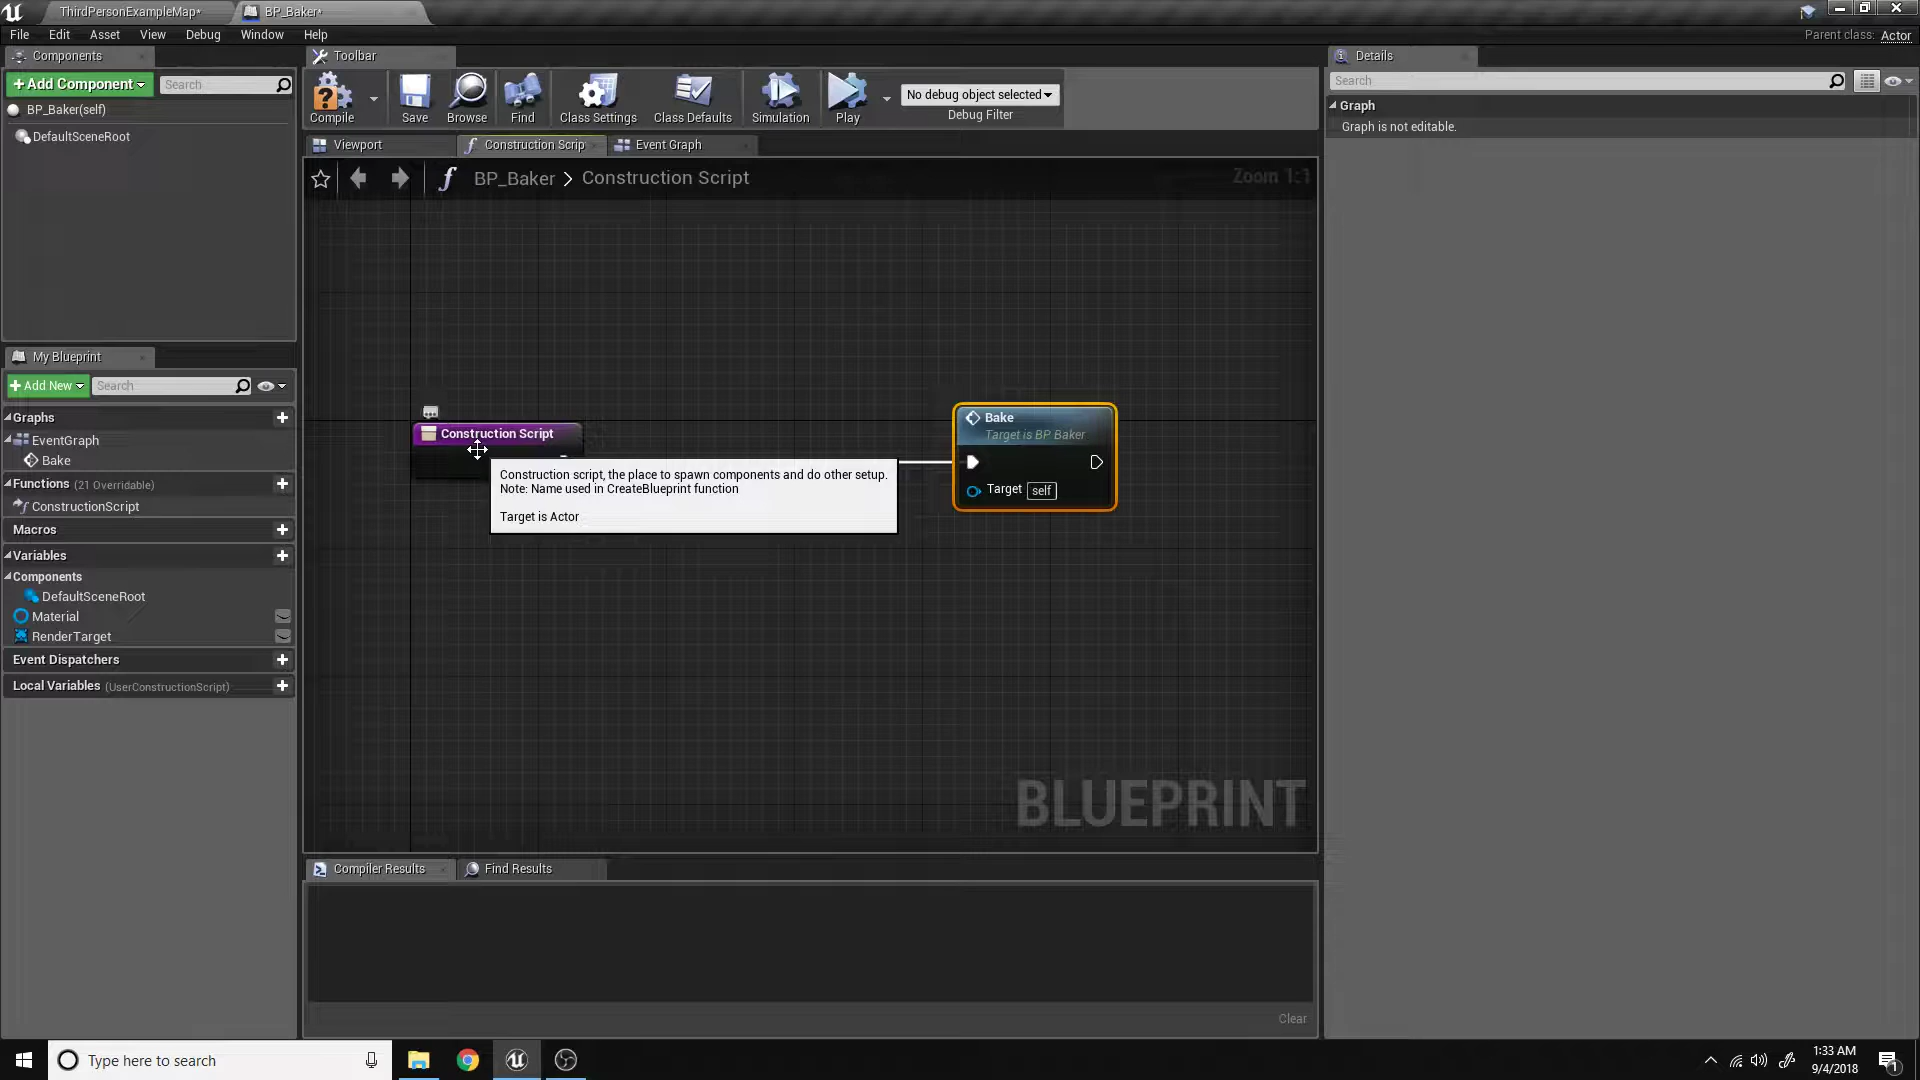 ThirdPersonExampleMap*
BP_Baker*
File
Edit
Asset
View
Debug
Window
Help
Parent class: Actor
Components
+Add Component
Search
BP_Baker(self)
DefaultSceneRoot
Toolbar
Compile
Save
Browse
Find
Class Settings
Class Defaults
Simulation
Play
No debug object selected
Debug Filter
Viewport
Construction Scrip
Event Graph
BP_Baker > Construction Script
Zoom 1:1
Construction Script
Construction script, the place to spawn components and do other setup.
Note: Name used in CreateBlueprint function
Target is Actor
Bake
Target is BP Baker
Target self
BLUEPRINT
My Blueprint
+Add New
Search
Graphs
EventGraph
Bake
Functions (21 Overridable)
ConstructionScript
Macros
Variables
Components
DefaultSceneRoot
Material
RenderTarget
Event Dispatchers
Local Variables (UserConstructionScript)
Compiler Results
Find Results
Clear
Details
Search
Graph
Graph is not editable.
Type here to search
1:33 AM
9/4/2018
1